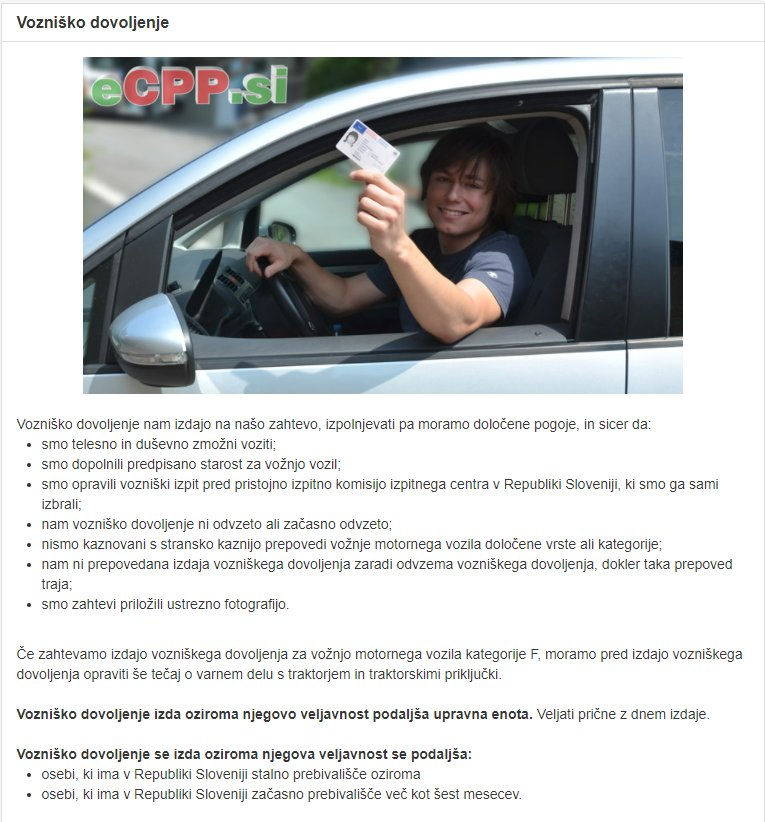 Vozniško dovoljenje
eCPP.si
Vozniško dovoljenje nam izdajo na našo zahtevo, izpolnjevati pa moramo določene pogoje, in sicer da:
• smo telesno in duševno zmožni voziti;
• smo dopolnili predpisano starost za vožnjo vozil;
• smo opravili vozniški izpit pred pristojno izpitno komisijo izpitnega centra v Republiki Sloveniji, ki smo ga sami
izbrali;
• nam vozniško dovoljenje ni odvzeto ali začasno odvzeto;
• nismo kaznovani s stransko kaznijo prepovedi vožnje motornega vozila določene vrste ali kategorije;
• nam ni prepovedana izdaja vozniškega dovoljenja zaradi odvzema vozniškega dovoljenja, dokler taka prepoved
traja;
• smo zahtevi priložili ustrezno fotografijo.
Če zahtevamo izdajo vozniškega dovoljenja za vožnjo motornega vozila kategorije F, moramo pred izdajo vozniškega
dovoljenja opraviti še tečaj o varnem delu s traktorjem in traktorskimi priključki.
Vozniško dovoljenje izda oziroma njegovo veljavnost podaljša upravna enota. Veljati prične z dnem izdaje.
Vozniško dovoljenje se izda oziroma njegova veljavnost se podaljša:
• osebi, ki ima v Republiki Sloveniji stalno prebivališče oziroma
• osebi, ki ima v Republiki Sloveniji začasno prebivališče več kot šest mesecev.